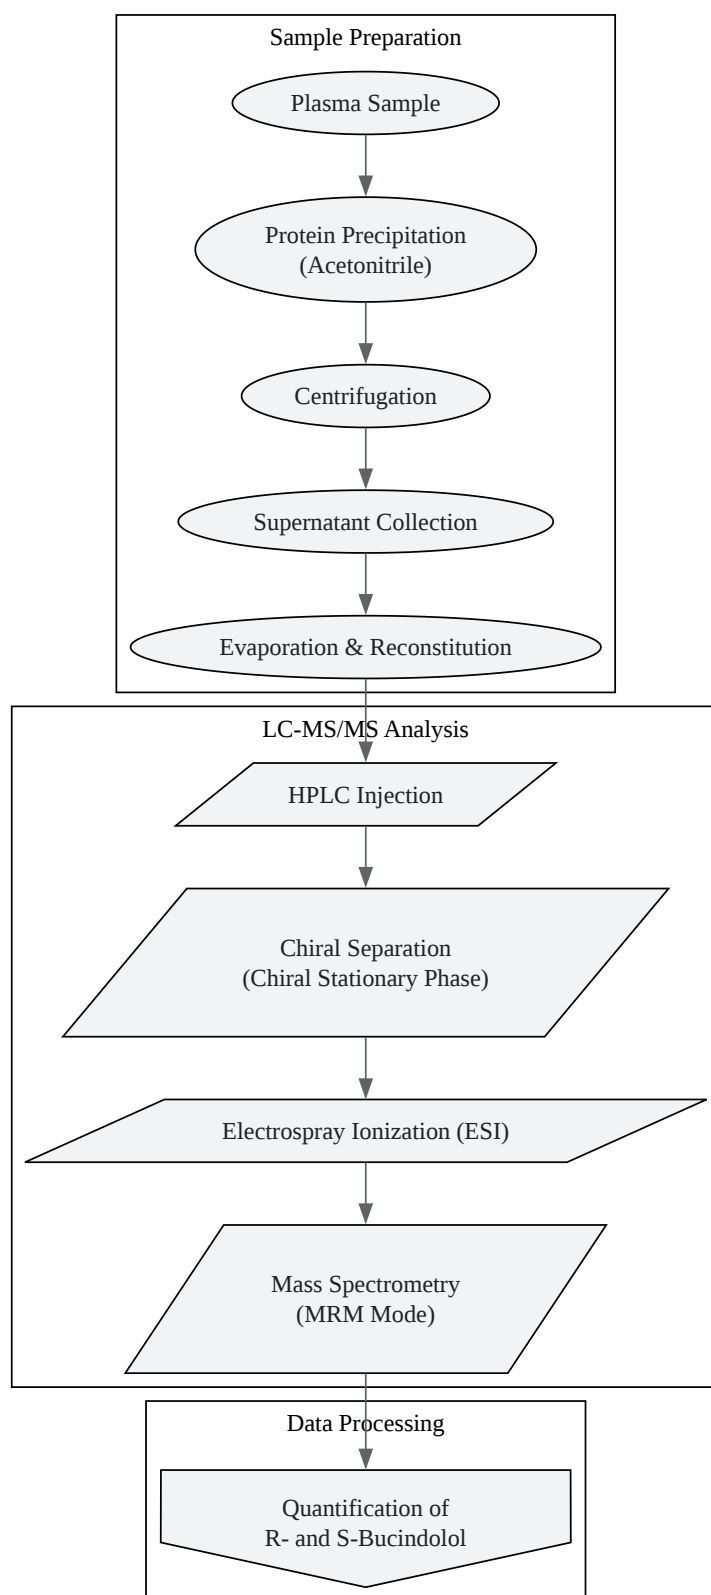 Sample Preparation
Plasma Sample
Protein Precipitation
(Acetonitrile)
Centrifugation
Supernatant Collection
Evaporation & Reconstitution
LC-MS/MS Analysis
HPLC Injection
Chiral Separation
(Chiral Stationary Phase)
Electrospray Ionization (ESI)
Mass Spectrometry
(MRM Mode)
Data Processing
Quantification of
R- and S-Bucindolol